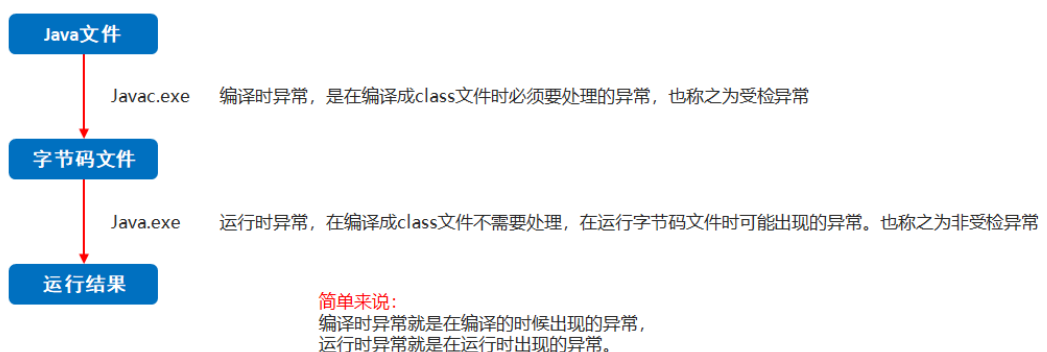 Java文件
Javac.exe 编译时异常，是在编译成class文件时必须要处理的异常，也称之为受检异常
字节码文件
Java.exe 运行时异常，在编译成class文件不需要处理，在运行字节码文件时可能出现的异常。也称之为非受检异常
运行结果
简单来说：
编译时异常就是在编译的时候出现的异常，
运行时异常就是在运行时出现的异常。